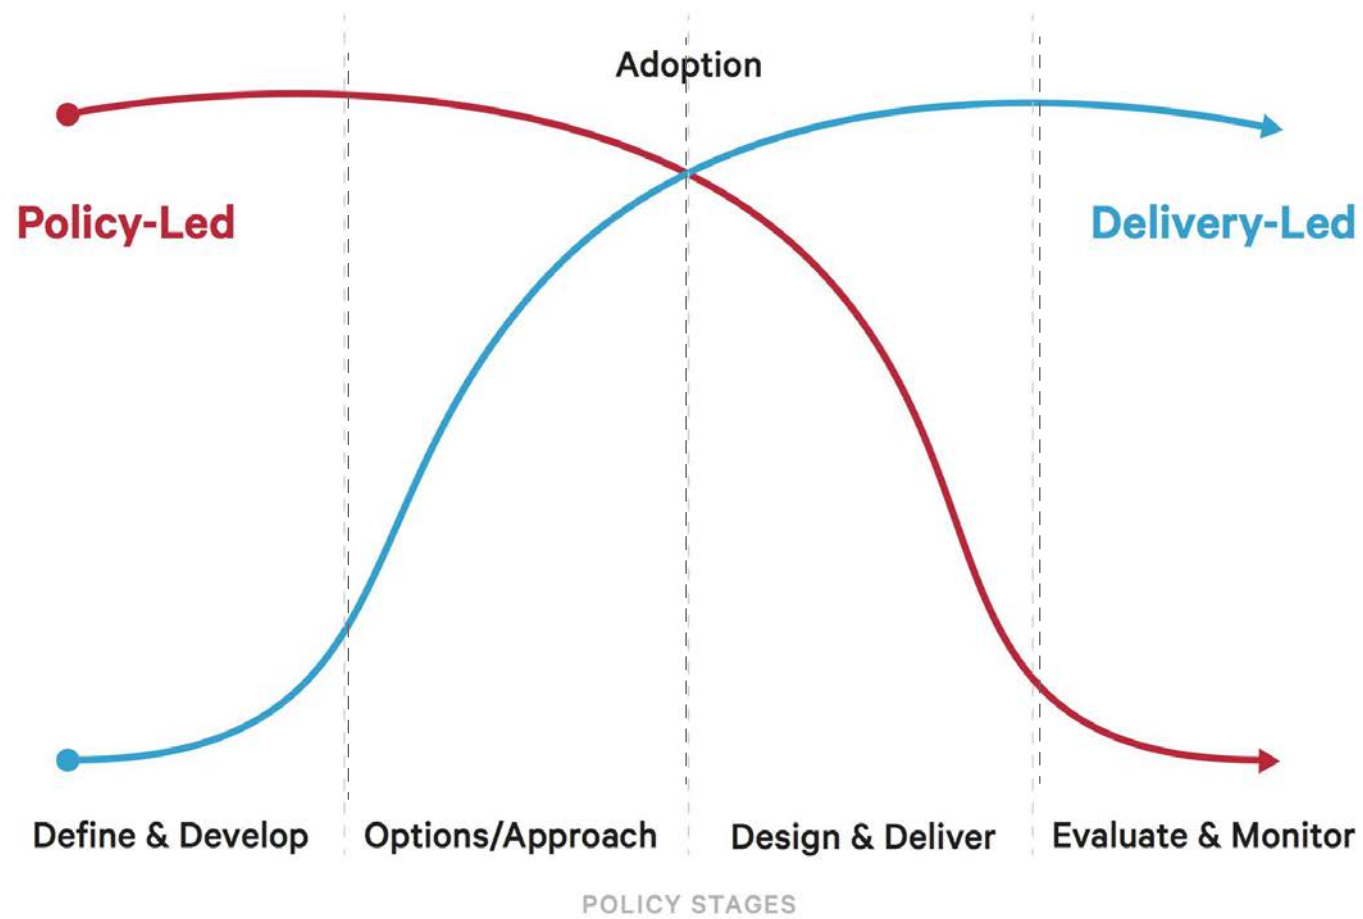 Adoption
Policy-Led
Delivery-Led
Define & Develop
Options/Approach
Design & Deliver
Evaluate & Monitor
POLICY STAGES